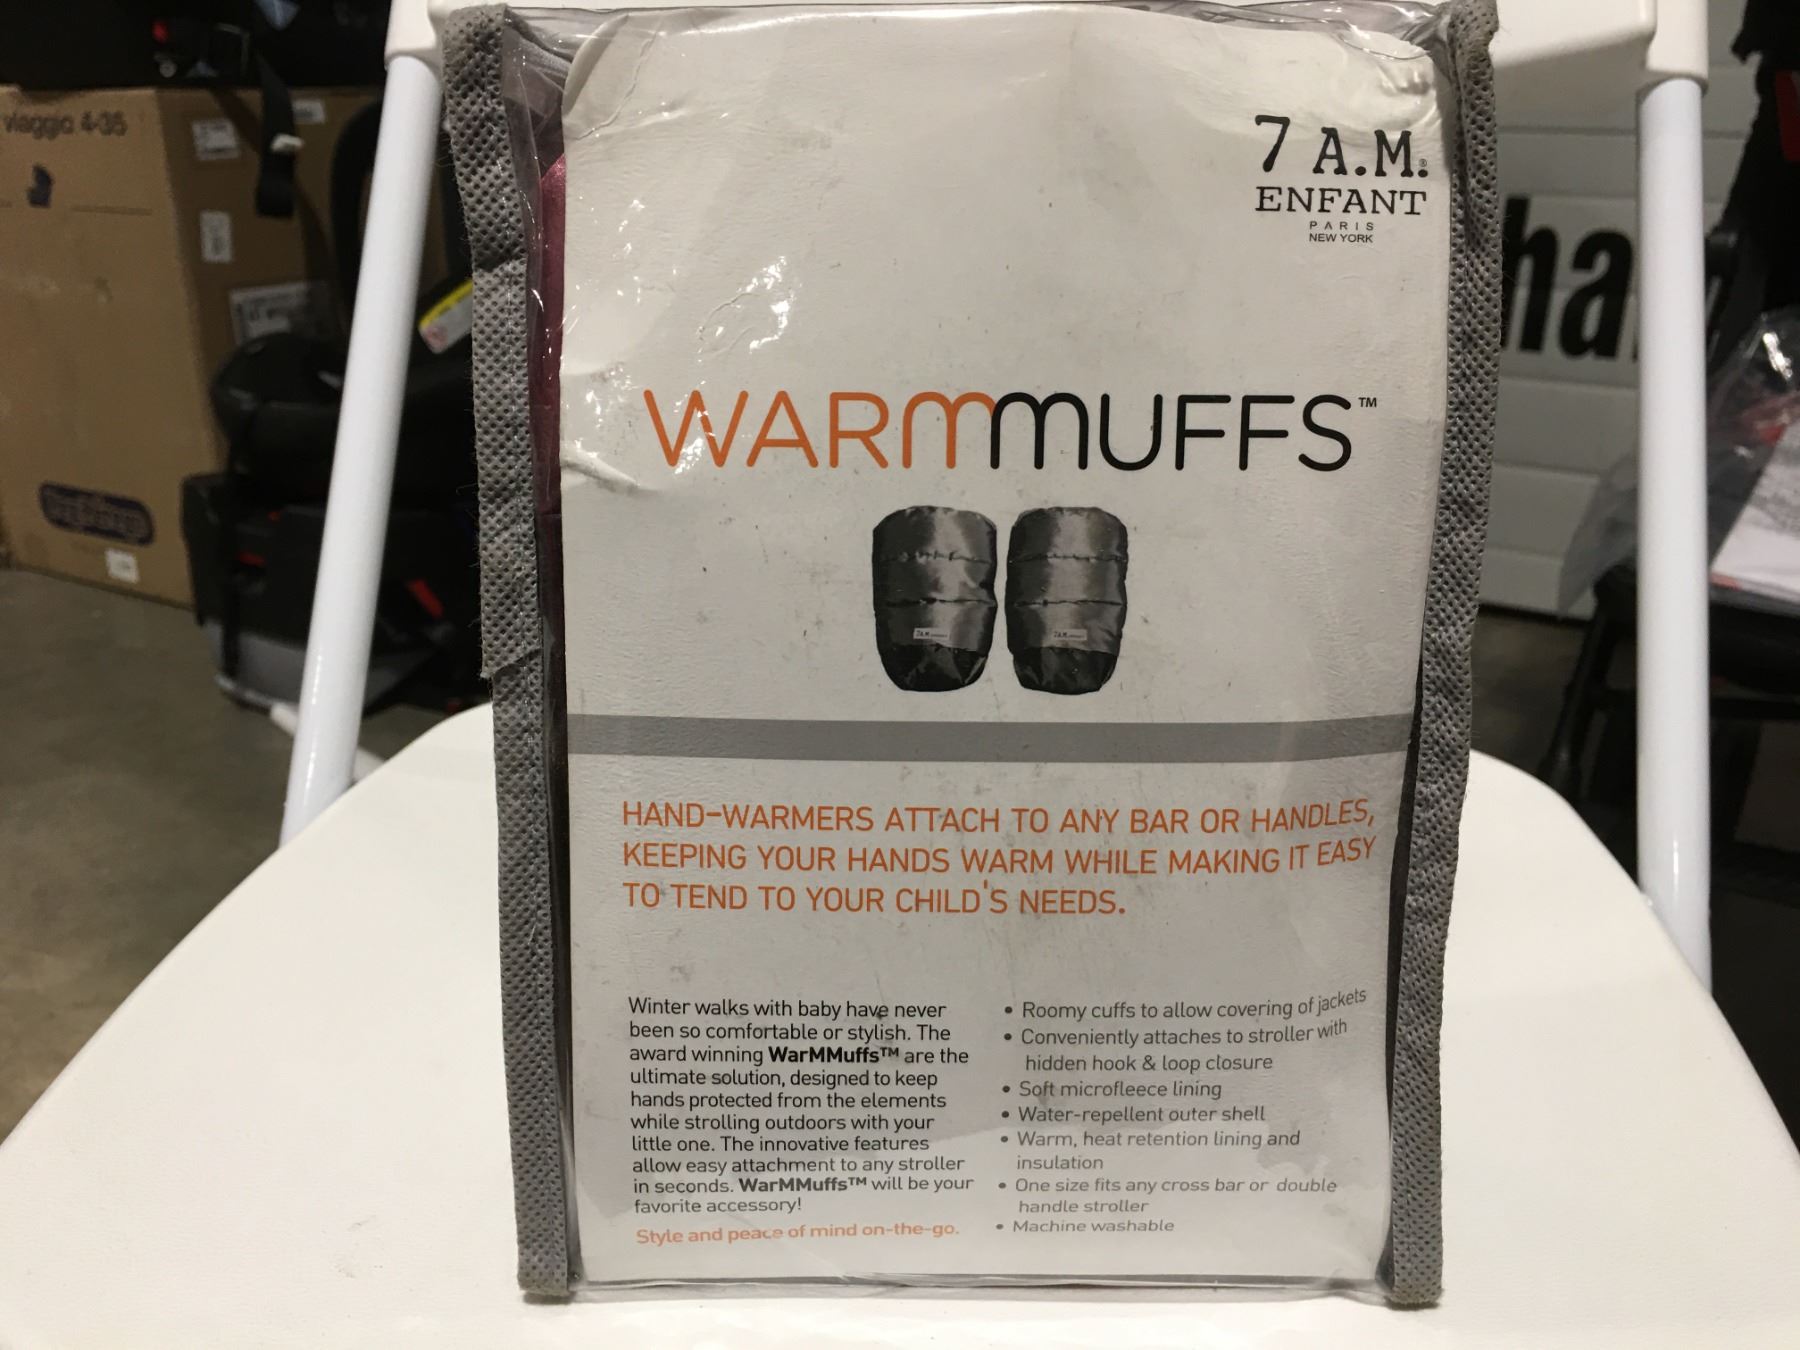 viaggio 4-35
7 A.M.®
ENFANT
PARIS
NEW YORK
ha
WARMMUFFS™
7A.M.
7A.M.
HAND-WARMERS ATTACH TO ANY BAR OR HANDLES,
KEEPING YOUR HANDS WARM WHILE MAKING IT EASY
TO TEND TO YOUR CHILD'S NEEDS.
Winter walks with baby have never
been so comfortable or stylish. The
award winning WarMMuffs™ are the
ultimate solution, designed to keep
hands protected from the elements
while strolling outdoors with your
little one. The innovative features
allow easy attachment to any stroller
in seconds. WarMMuffs™ will be your
favorite accessory!
Style and peace of mind on-the-go.
• Roomy cuffs to allow covering of jackets
• Conveniently attaches to stroller with
hidden hook & loop closure
• Soft microfleece lining
• Water-repellent outer shell
• Warm, heat retention lining and
insulation
• One size fits any cross bar or double
handle stroller
• Machine washable